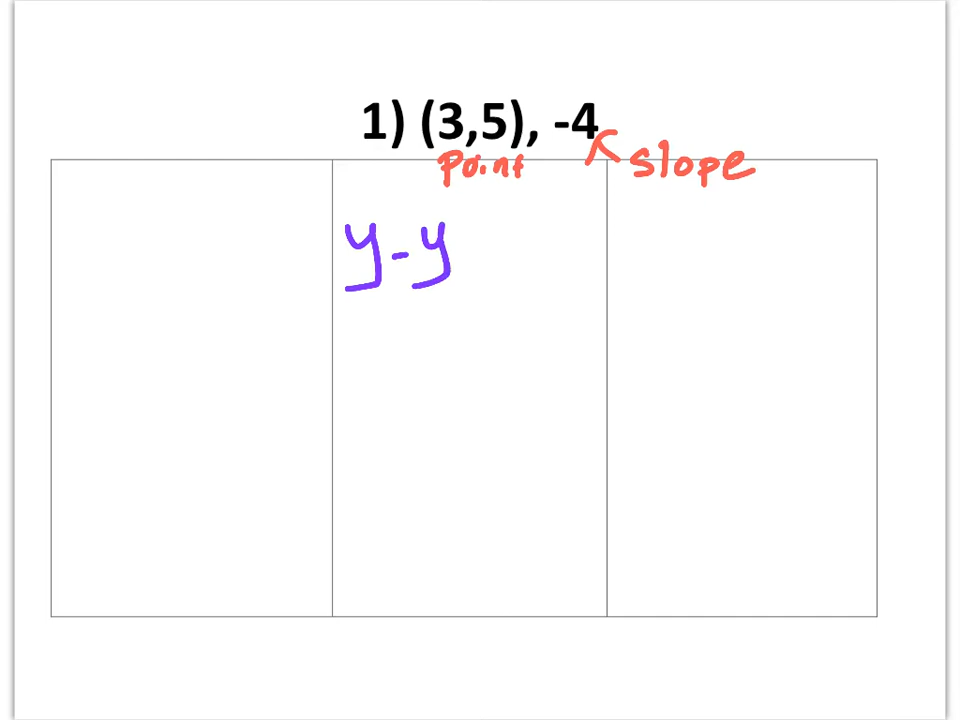 1) (3,5), -4
point
slope
y - y